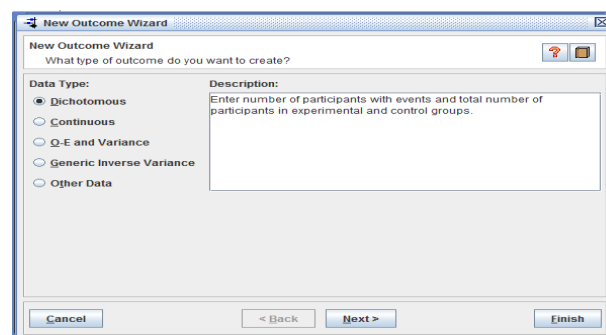 New Outcome Wizard
New Outcome Wizard
What type of outcome do you want to create?
Data Type:
Description:
Dichotomous
Continuous
O-E and Variance
Generic Inverse Variance
Other Data
Enter number of participants with events and total number of
participants in experimental and control groups.
Cancel
< Back
Next >
Finish